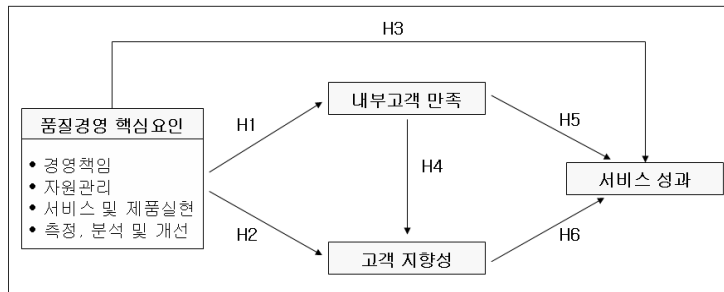 H3
내부고객 만족
품질경영 핵심요인
H1
H5
• 경영책임
• 자원관리
• 서비스 및 제품실현
• 측정, 분석 및 개선
H4
서비스 성과
H2
H6
고객 지향성